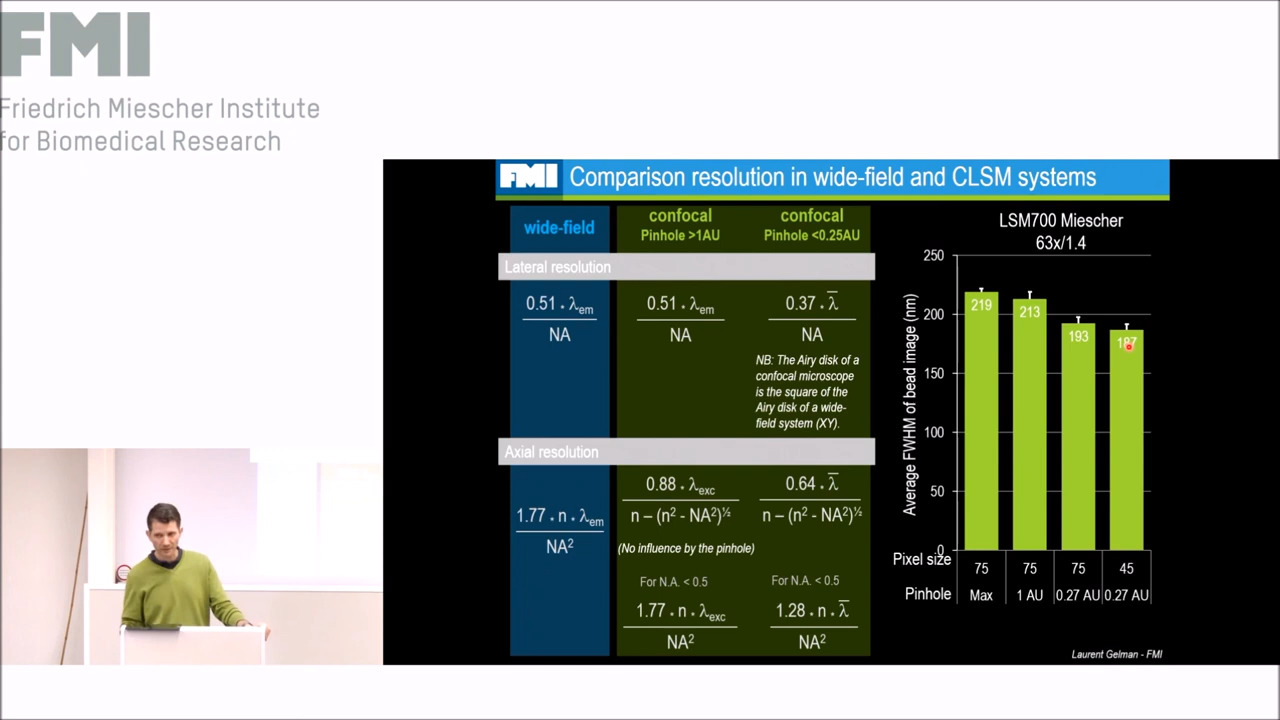 FMI
Friedrich Miescher Institute
for Biomedical Research
FMI Comparison resolution in wide-field and CLSM systems
wide-field
confocal
Pinhole >1AU
confocal
Pinhole <0.25AU
Lateral resolution
0.51 . λem
NA
0.51 . λem
NA
0.37 . λ̅
NA
NB: The Airy disk of a
confocal microscope
is the square of the
Airy disk of a wide-
field system (XY).
Axial resolution
1.77 . n . λem
NA²
0.88 . λexc
n – (n² - NA²)^½
(No influence by the pinhole)
For N.A. < 0.5
1.77 . n . λexc
NA²
0.64 . λ̅
n – (n² - NA²)^½
For N.A. < 0.5
1.28 . n . λ̅
NA²
LSM700 Miescher
63x/1.4
Average FWHM of bead image (nm)
250
200
150
100
50
0
219
213
193
187
Pixel size 75 75 75 45
Pinhole Max 1 AU 0.27 AU 0.27 AU
Laurent Gelman - FMI